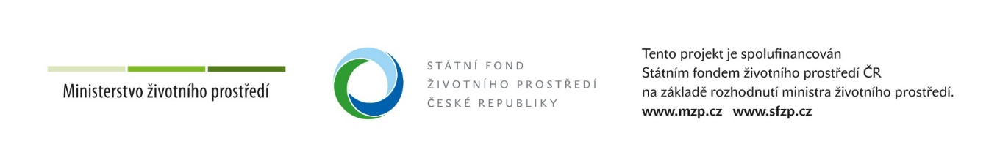 Ministerstvo životního prostředí
STÁTNÍ FOND
ŽIVOTNÍHO PROSTŘEDÍ
ČESKÉ REPUBLIKY
Tento projekt je spolufinancován
Státním fondem životního prostředí ČR
na základě rozhodnutí ministra životního prostředí.
www.mzp.cz www.sfzp.cz